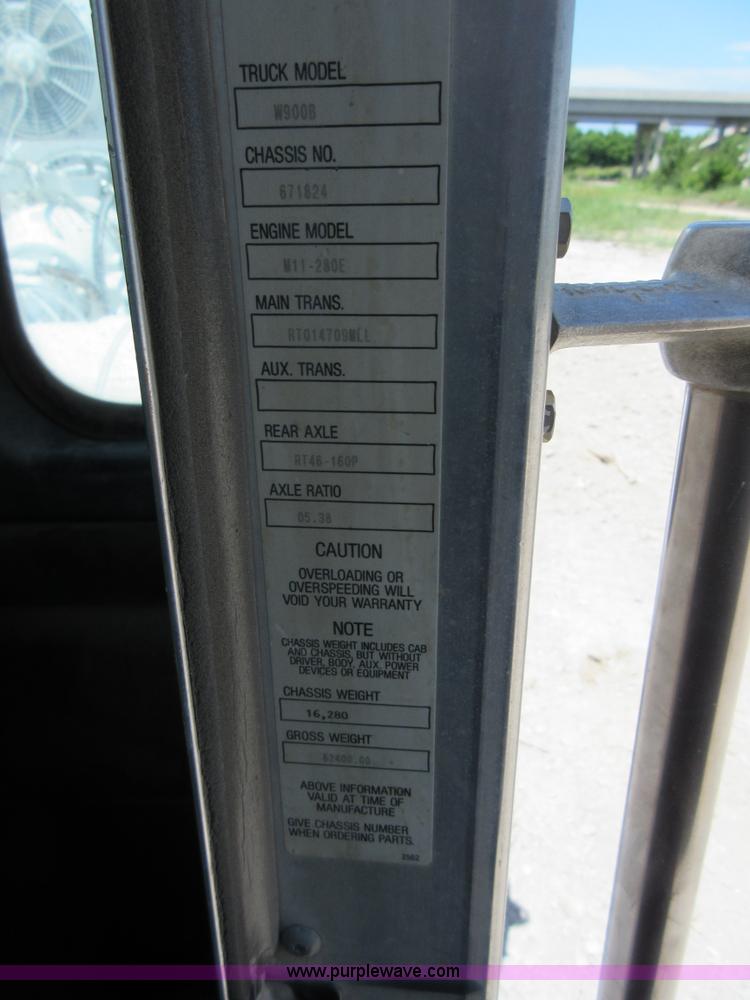 TRUCK MODEL
W900B
CHASSIS NO.
671824
ENGINE MODEL
M11-280E
MAIN TRANS.
RTO14709MLL
AUX. TRANS.
REAR AXLE
RT46-160P
AXLE RATIO
05.38
CAUTION
OVERLOADING OR
OVERSPEEDING WILL
VOID YOUR WARRANTY
NOTE
CHASSIS WEIGHT INCLUDES CAB
AND CHASSIS, BUT WITHOUT
DRIVER, BODY, AUX. POWER
DEVICES OR EQUIPMENT
CHASSIS WEIGHT
16,280
GROSS WEIGHT
62400.00
ABOVE INFORMATION
VALID AT TIME OF
MANUFACTURE
GIVE CHASSIS NUMBER
WHEN ORDERING PARTS.
2502
www.purplewave.com